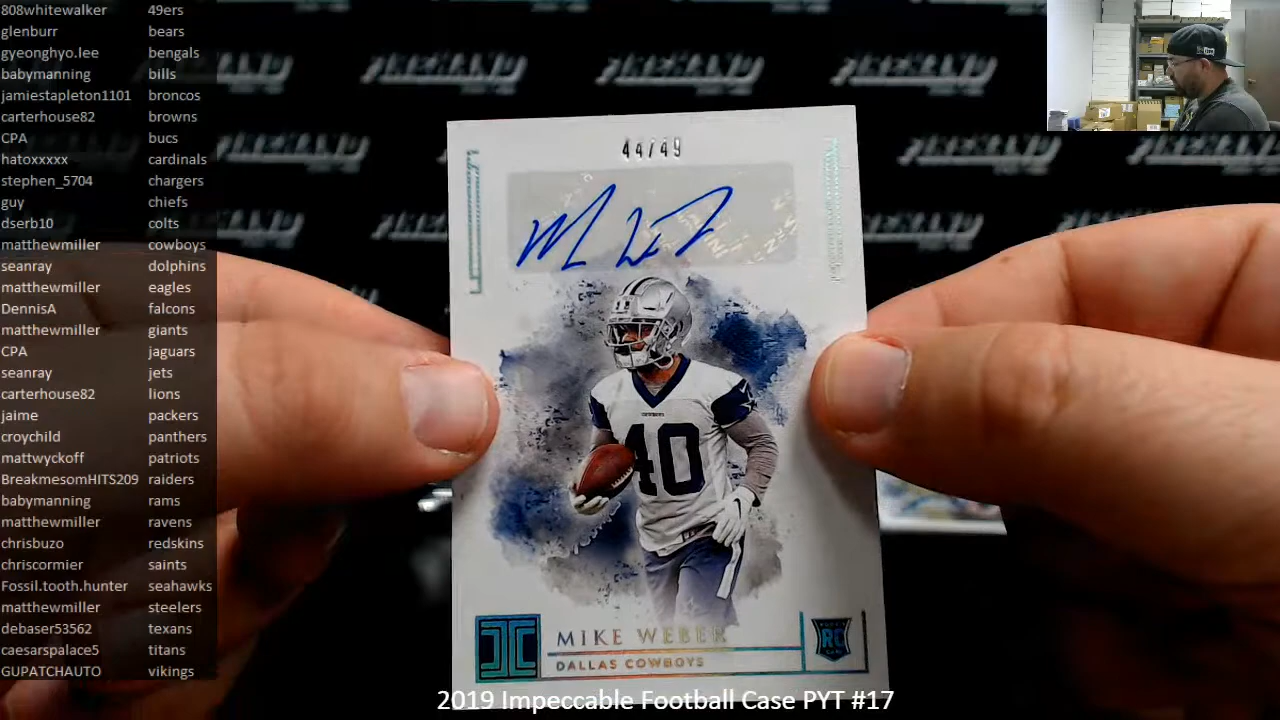 808whitewalker 49ers
glenburr bears
gyeonghyo.lee bengals
babymanning bills
jamiestapleton1101 broncos
carterhouse82 browns
CPA bucs
hatoxxxxx cardinals
stephen_5704 chargers
guy chiefs
dserb10 colts
matthewmiller cowboys
seanray dolphins
matthewmiller eagles
DennisA falcons
matthewmiller giants
CPA jaguars
seanray jets
carterhouse82 lions
jaime packers
croychild panthers
mattwyckoff patriots
BreakmesomHITS209 raiders
babymanning rams
matthewmiller ravens
chrisbuzo redskins
chriscormier saints
Fossil.tooth.hunter seahawks
matthewmiller steelers
debaser53562 texans
caesarspalace5 titans
GUPATCHAUTO vikings
44/49
40
MIKE WEBER
DALLAS COWBOYS
RC
2019 Impeccable Football Case PYT #17